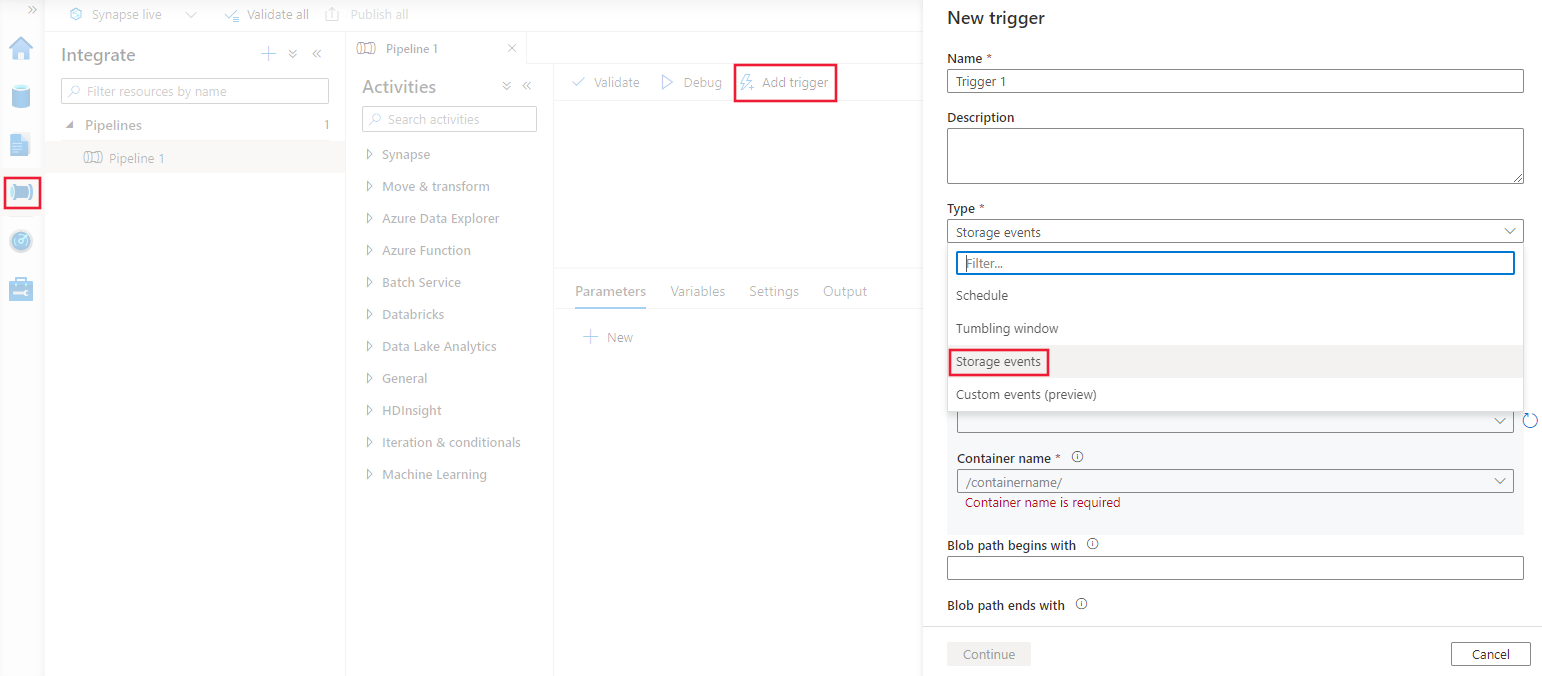 Synapse live
Validate all
Publish all
Integrate
Filter resources by name
Pipelines 1
Pipeline 1
Pipeline 1
Activities
Search activities
Synapse
Move & transform
Azure Data Explorer
Azure Function
Batch Service
Databricks
Data Lake Analytics
General
HDInsight
Iteration & conditionals
Machine Learning
Validate
Debug
Add trigger
Parameters
Variables
Settings
Output
New
New trigger
Name *
Trigger 1
Description
Type *
Storage events
Filter...
Schedule
Tumbling window
Storage events
Custom events (preview)
Container name *
/containername/
Container name is required
Blob path begins with
Blob path ends with
Continue
Cancel